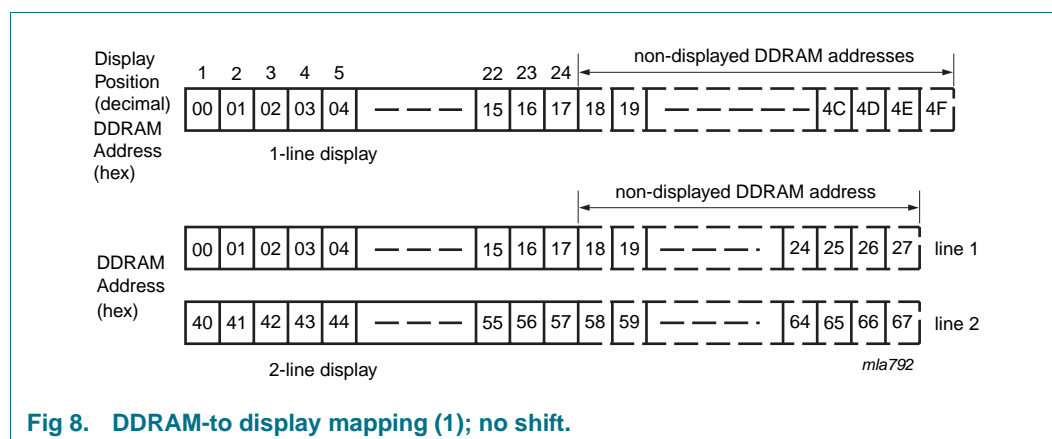 Display
Position
(decimal)
DDRAM
Address
(hex)
1 2 3 4 5 22 23 24
non-displayed DDRAM addresses
00 01 02 03 04 15 16 17 18 19 4C 4D 4E 4F
1-line display
non-displayed DDRAM address
DDRAM
Address
(hex)
00 01 02 03 04 15 16 17 18 19 24 25 26 27 line 1
40 41 42 43 44 55 56 57 58 59 64 65 66 67 line 2
2-line display
mla792
Fig 8. DDRAM-to display mapping (1); no shift.